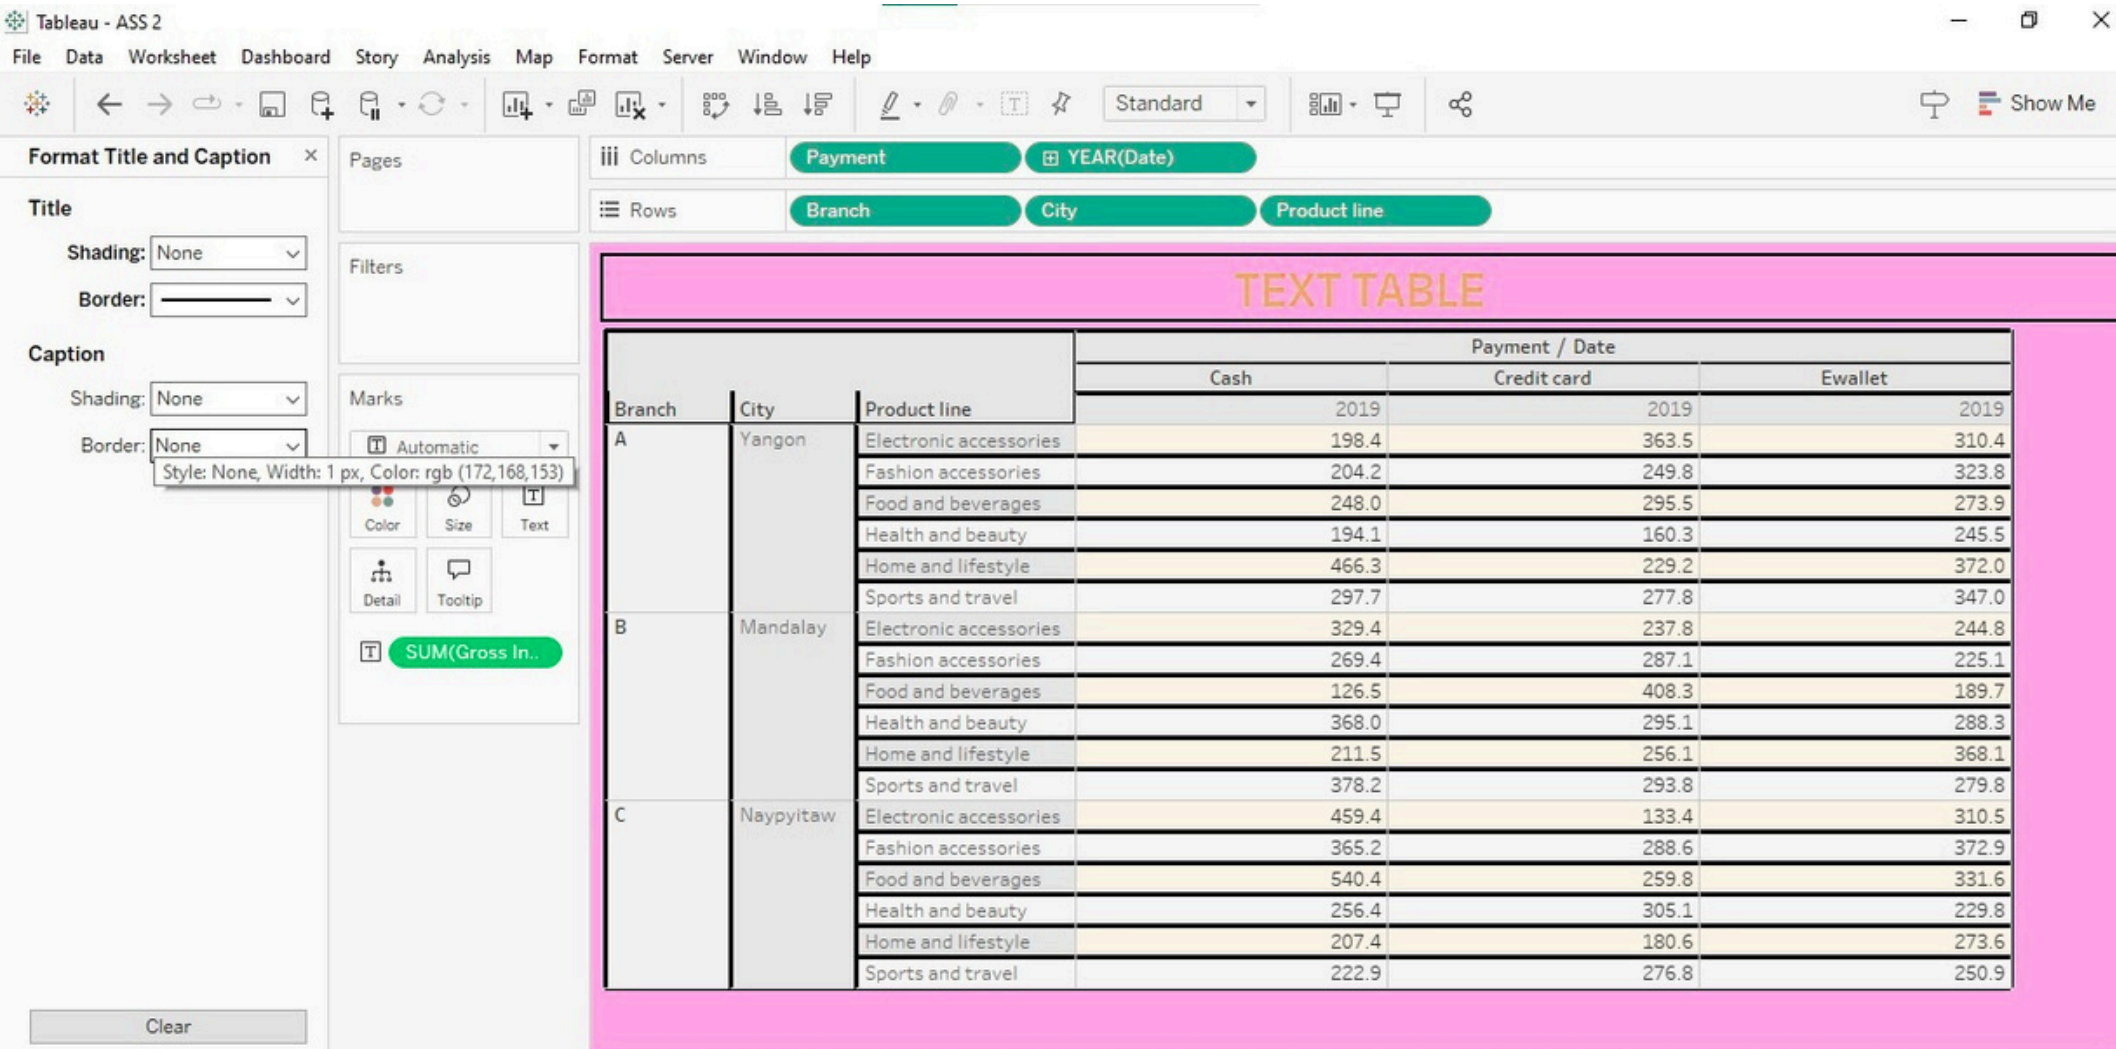 Tableau - ASS 2
File Data Worksheet Dashboard Story Analysis Map Format Server Window Help
Standard
Show Me
Format Title and Caption
Title
Shading: None
Border:
Caption
Shading: None
Border: None
Style: None, Width: 1 px, Color: rgb (172,168,153)
Clear
Pages
Filters
Marks
Automatic
Color Size Text
Detail Tooltip
SUM(Gross In..
Columns Payment YEAR(Date)
Rows Branch City Product line
TEXT TABLE
Payment / Date
Cash Credit card Ewallet
Branch City Product line 2019 2019 2019
A Yangon Electronic accessories 198.4 363.5 310.4
Fashion accessories 204.2 249.8 323.8
Food and beverages 248.0 295.5 273.9
Health and beauty 194.1 160.3 245.5
Home and lifestyle 466.3 229.2 372.0
Sports and travel 297.7 277.8 347.0
B Mandalay Electronic accessories 329.4 237.8 244.8
Fashion accessories 269.4 287.1 225.1
Food and beverages 126.5 408.3 189.7
Health and beauty 368.0 295.1 288.3
Home and lifestyle 211.5 256.1 368.1
Sports and travel 378.2 293.8 279.8
C Naypyitaw Electronic accessories 459.4 133.4 310.5
Fashion accessories 365.2 288.6 372.9
Food and beverages 540.4 259.8 331.6
Health and beauty 256.4 305.1 229.8
Home and lifestyle 207.4 180.6 273.6
Sports and travel 222.9 276.8 250.9